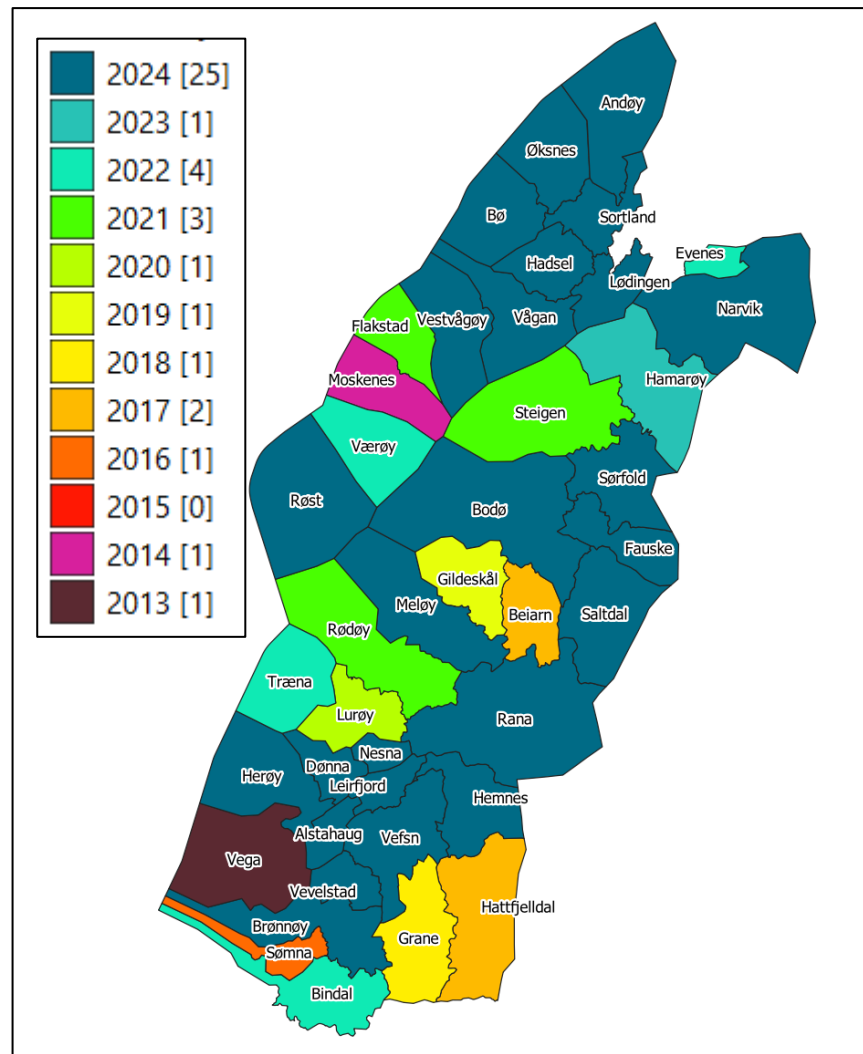 2024 [25]
2023 [1]
2022 [4]
2021 [3]
2020 [1]
2019 [1]
2018 [1]
2017 [2]
2016 [1]
2015 [0]
2014 [1]
2013 [1]
Andøy
Øksnes
Bø
Sortland
Hadsel
Evenes
Lødingen
Narvik
Flakstad
Vestvågøy
Vågan
Moskenes
Hamarøy
Steigen
Værøy
Sørfold
Røst
Bodø
Fauske
Gildeskål
Meløy
Beiarn
Saltdal
Rødøy
Træna
Lurøy
Rana
Nesna
Dønna
Herøy
Leirfjord
Hemnes
Alstahaug
Vefsn
Vega
Vevelstad
Hattfjelldal
Brønnøy
Grane
Sømna
Bindal